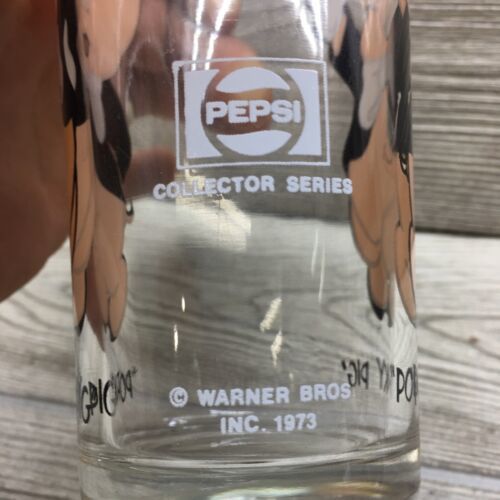 PEPSI
COLLECTOR SERIES
© WARNER BROS
INC. 1973